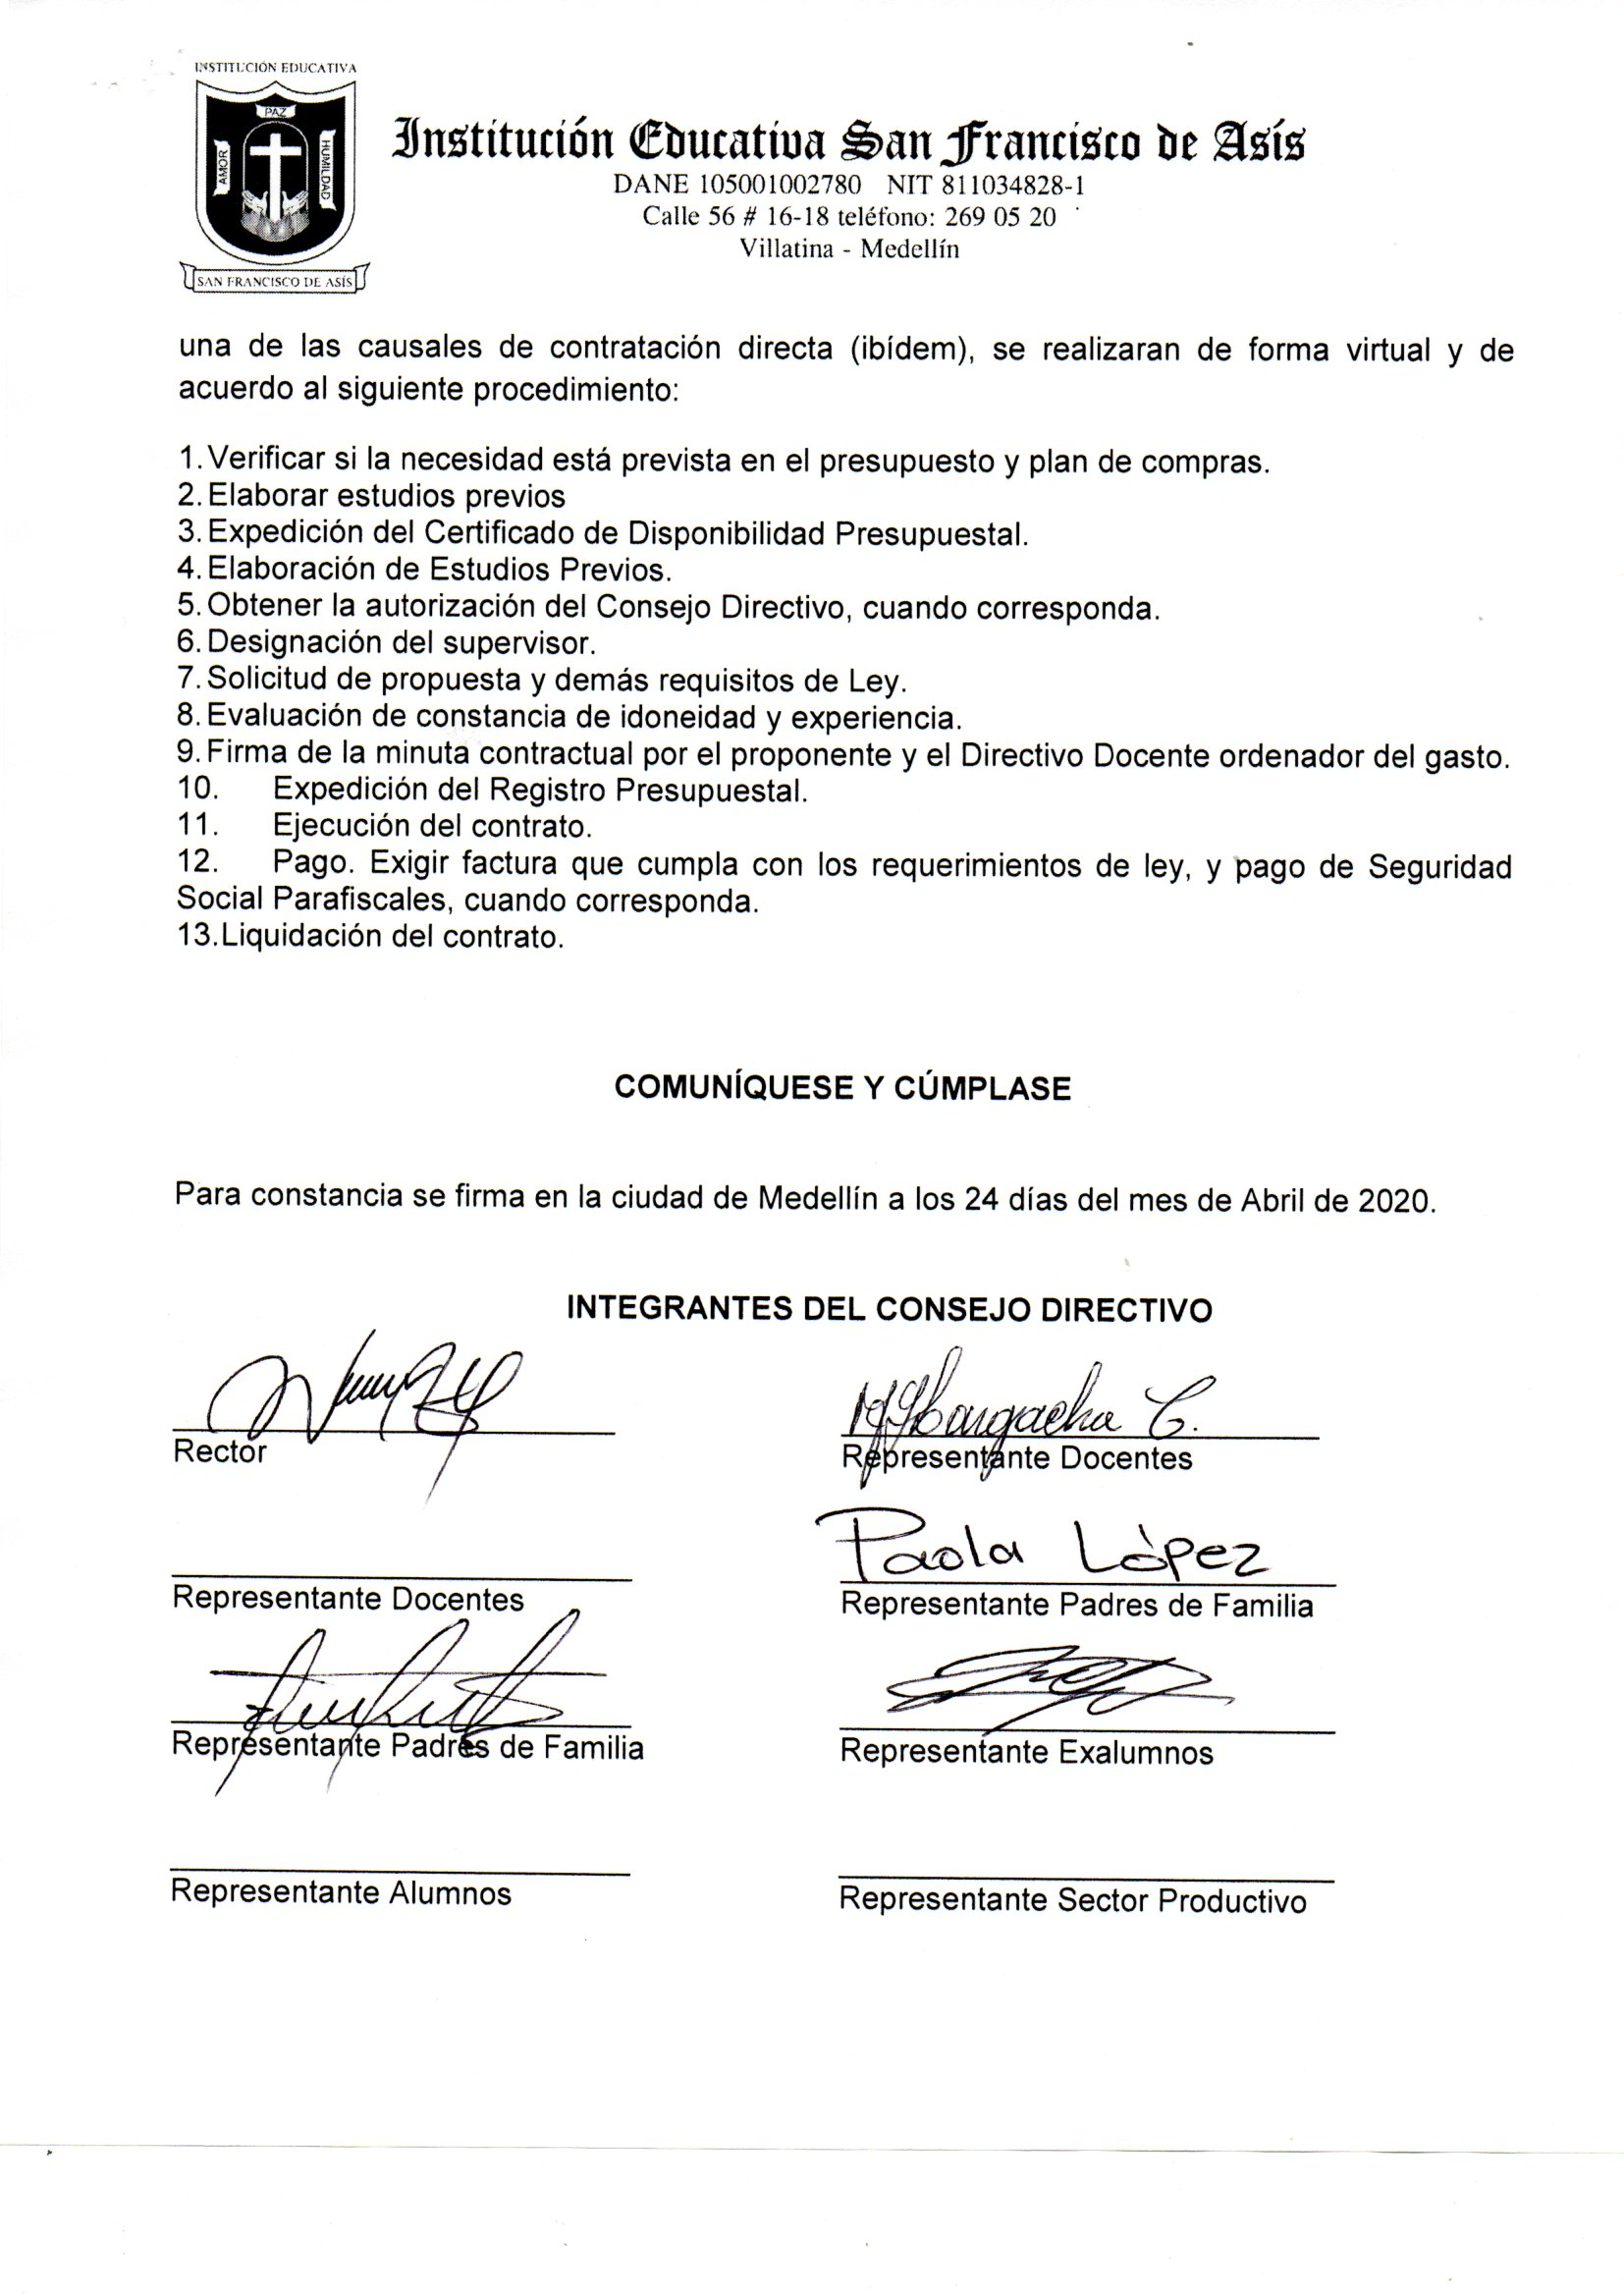 INSTITUCIÓN EDUCATIVA
PAZ
AMOR
HUMILDAD
SAN FRANCISCO DE ASÍS
Institución Educativa San Francisco de Asís
DANE 105001002780 NIT 811034828-1
Calle 56 # 16-18 teléfono: 269 05 20
Villatina - Medellín
una de las causales de contratación directa (ibídem), se realizaran de forma virtual y de
acuerdo al siguiente procedimiento:
1. Verificar si la necesidad está prevista en el presupuesto y plan de compras.
2. Elaborar estudios previos
3. Expedición del Certificado de Disponibilidad Presupuestal.
4. Elaboración de Estudios Previos.
5. Obtener la autorización del Consejo Directivo, cuando corresponda.
6. Designación del supervisor.
7. Solicitud de propuesta y demás requisitos de Ley.
8. Evaluación de constancia de idoneidad y experiencia.
9. Firma de la minuta contractual por el proponente y el Directivo Docente ordenador del gasto.
10. Expedición del Registro Presupuestal.
11. Ejecución del contrato.
12. Pago. Exigir factura que cumpla con los requerimientos de ley, y pago de Seguridad
Social Parafiscales, cuando corresponda.
13. Liquidación del contrato.
COMUNÍQUESE Y CÚMPLASE
Para constancia se firma en la ciudad de Medellín a los 24 días del mes de Abril de 2020.
INTEGRANTES DEL CONSEJO DIRECTIVO
Rector
Representante Docentes
Paola López
Representante Docentes
Representante Padres de Familia
Representante Padres de Familia
Representante Exalumnos
Representante Alumnos
Representante Sector Productivo